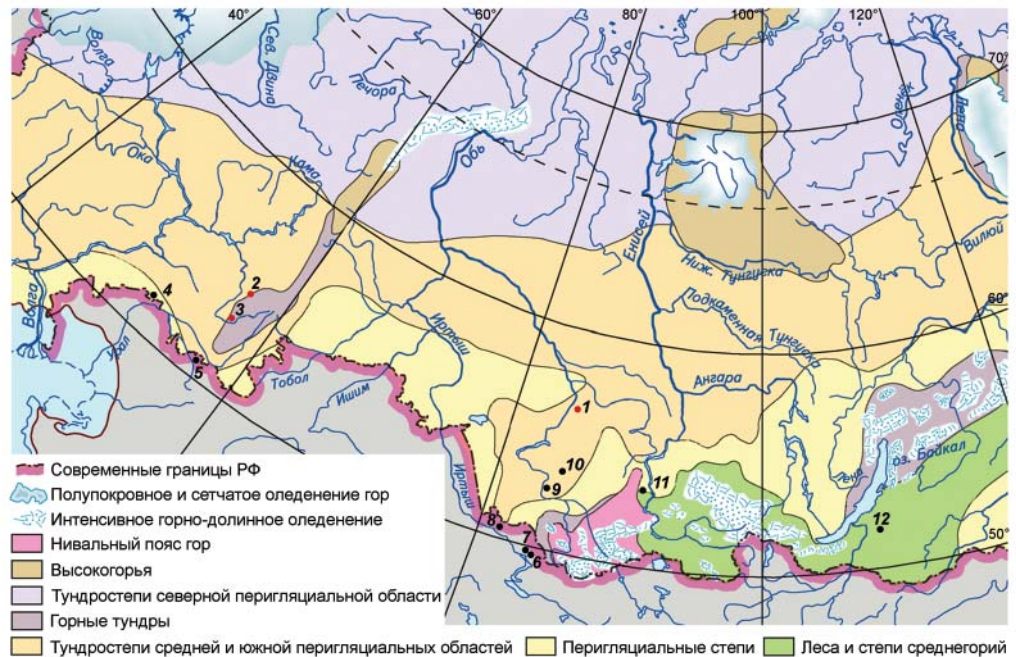 40°
60°
80°
100°
120°
70°
Волга
Сев. Двина
Печора
Оленёк
Лена
Ока
Кама
Обь
Енисей
Ниж. Тунгуска
Вилюй
60°
4
2
3
Волга
Урал
5
Тобол
Ишим
Иртыш
Подкаменная Тунгуска
Ангара
1
10
9
11
Иртыш
8
7
6
Лена
оз. Байкал
12
50°
Современные границы РФ
Полупокровное и сетчатое оледенение гор
Интенсивное горно-долинное оледенение
Нивальный пояс гор
Высокогорья
Тундростепи северной перигляциальной области
Горные тундры
Тундростепи средней и южной перигляциальных областей
Перигляциальные степи
Леса и степи среднегорий